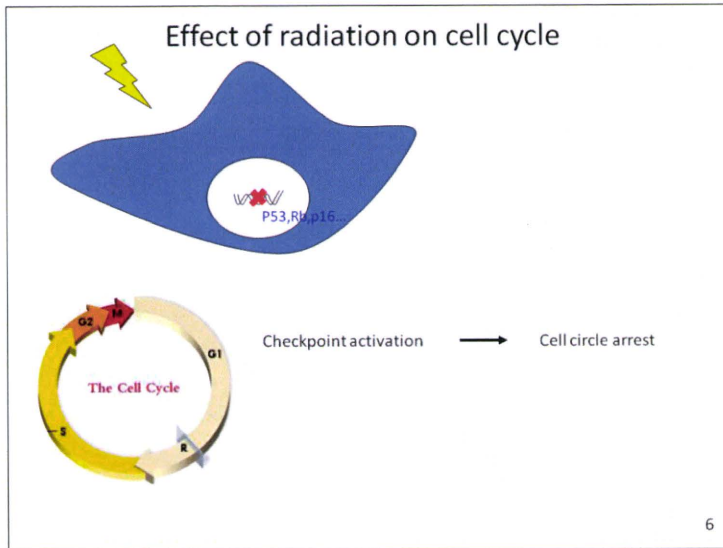 Effect of radiation on cell cycle
P53,Rb,p16...
G2
M
G1
The Cell Cycle
S
R
Checkpoint activation
Cell circle arrest
6